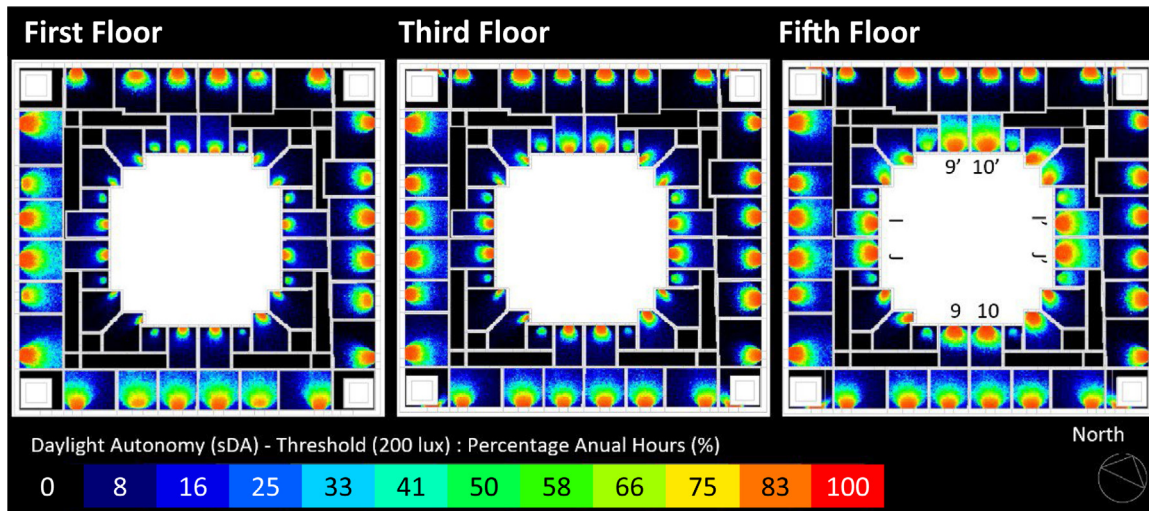 First Floor
Third Floor
Fifth Floor
9' 10'
I I'
J J'
9 10
Daylight Autonomy (sDA) - Threshold (200 lux) : Percentage Anual Hours (%)
North
0 8 16 25 33 41 50 58 66 75 83 100